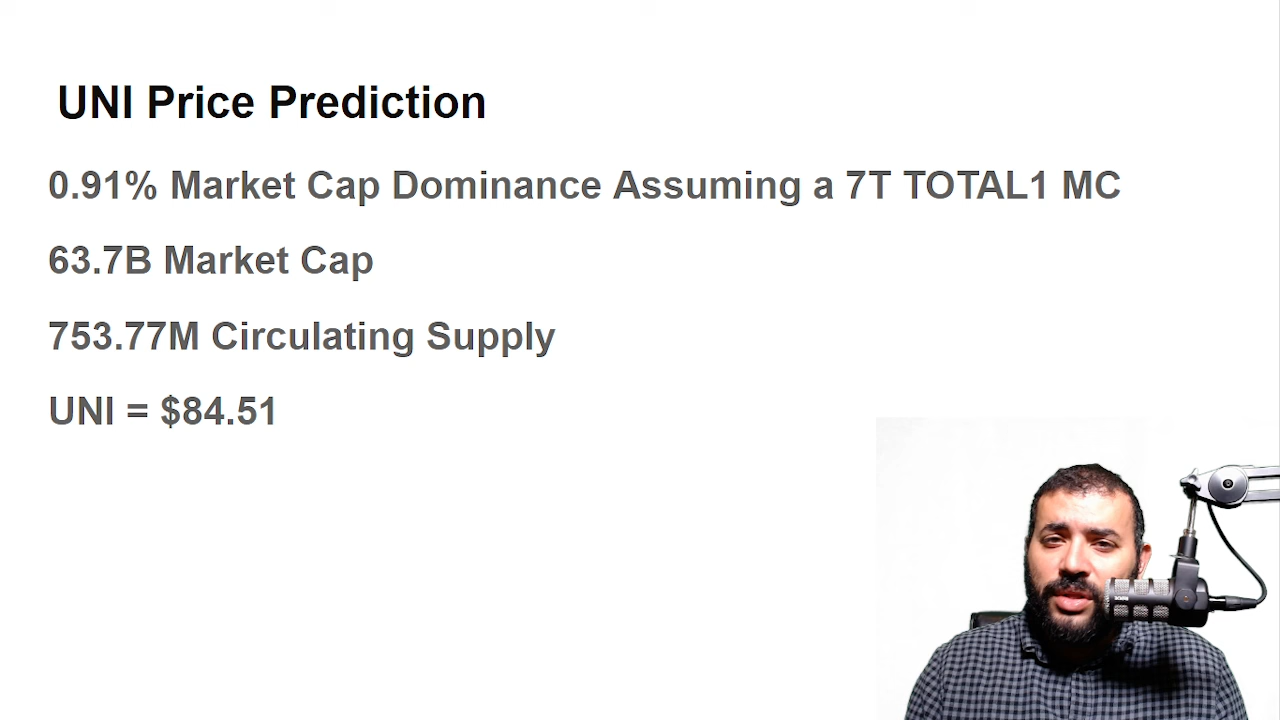 UNI Price Prediction
0.91% Market Cap Dominance Assuming a 7T TOTAL1 MC
63.7B Market Cap
753.77M Circulating Supply
UNI = $84.51